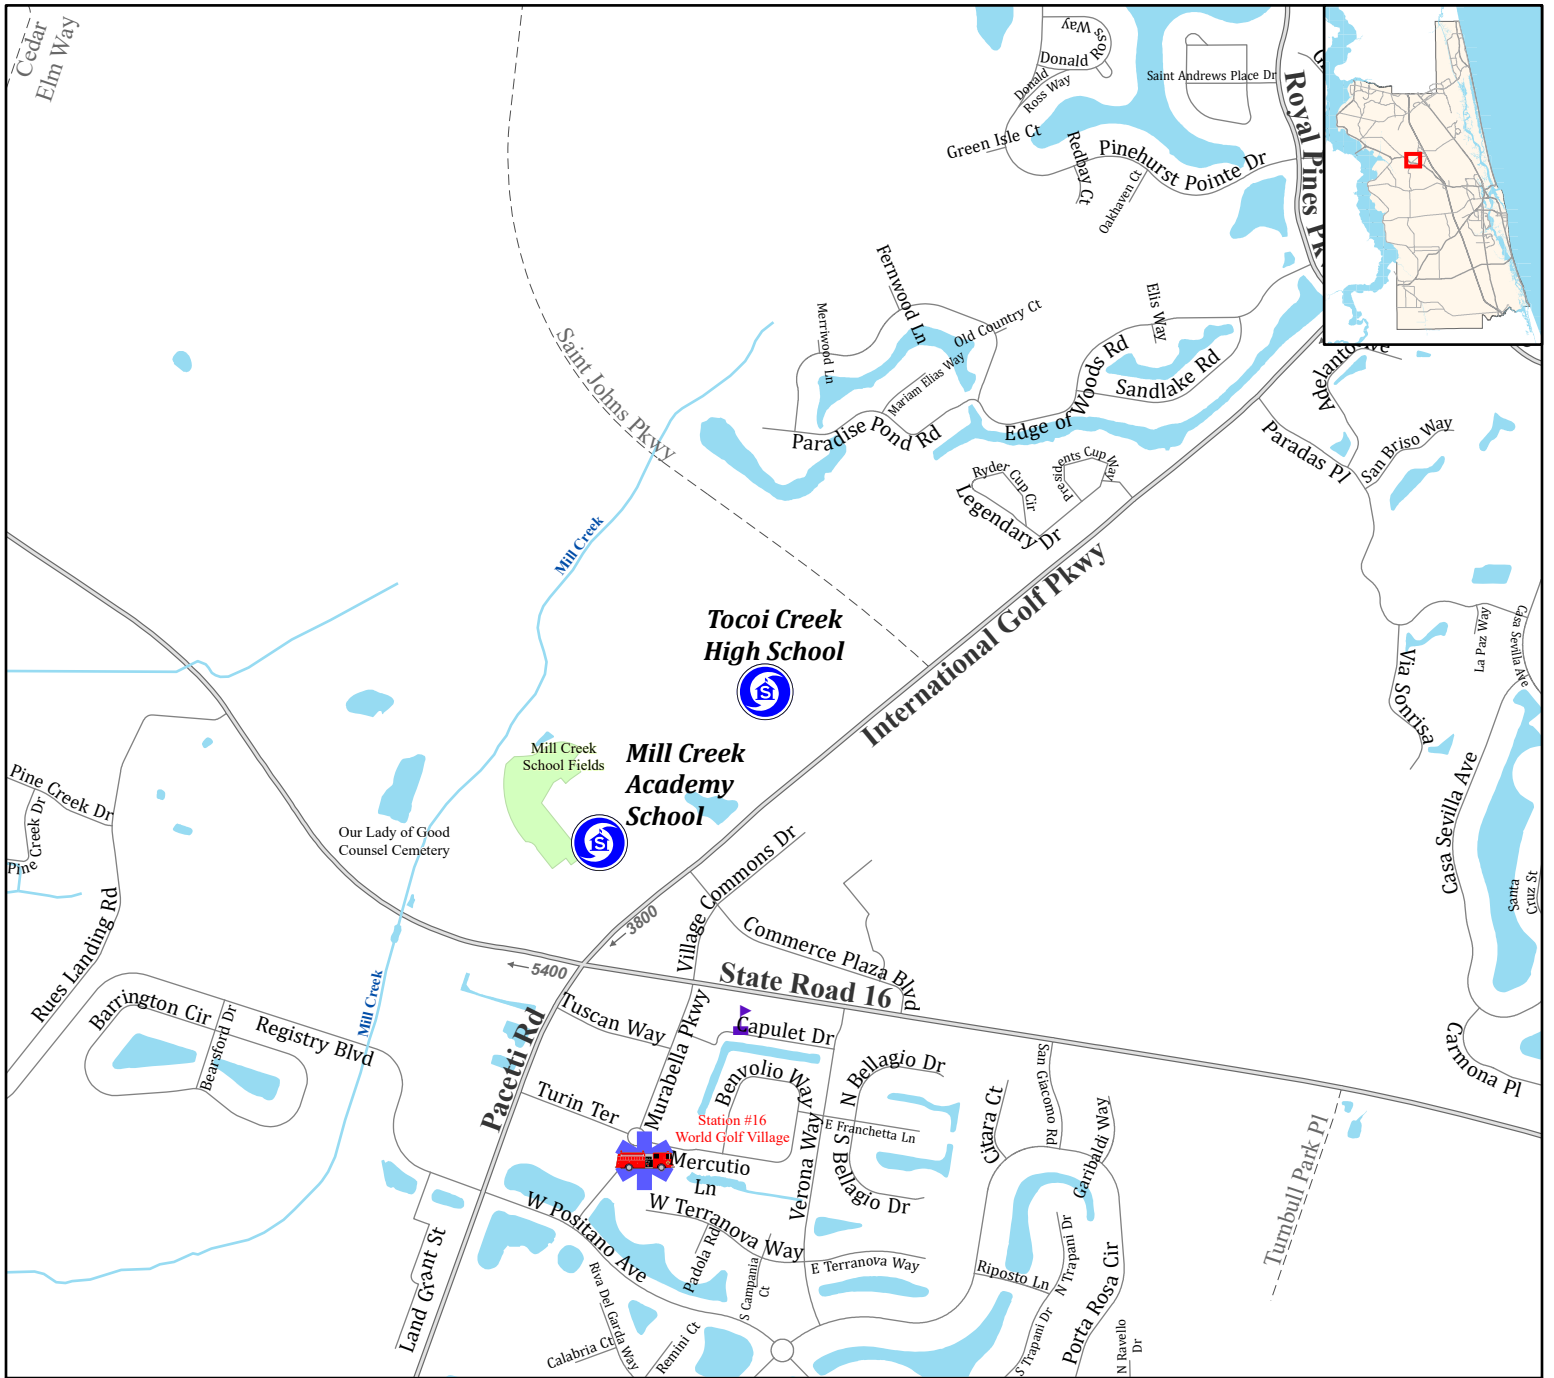 Cedar
Elm Way
Way
Ross
Donald
Donald
Ross Way
Saint Andrews Place Dr
Green Isle Ct
Redbay Ct
Pinehurst Pointe Dr
Oakhaven Ct
Royal Pines
Fernwood Ln
Merriwood Ln
Old Country Ct
Mariam Elias Way
Elis Way
Edge of Woods Rd
Sandlake Rd
Paradise Pond Rd
Saint Johns Pkwy
Paradas Pl
San Briso Way
Ryder Cup Cir
Presidents Cup Way
Legendary Dr
Mill Creek
International Golf Pkwy
Tocoi Creek
High School
S
La Paz Way
Casa Sevilla Ave
Via Sonrisa
Mill Creek
School Fields
Mill Creek
Academy
School
S
Casa Sevilla Ave
Santa
Cruz St
Pine Creek Dr
Pine Creek Dr
Our Lady of Good
Counsel Cemetery
Village Commons Dr
Commerce Plaza Blvd
3800
5400
State Road 16
Rues Landing Rd
Barrington Cir
Bearsford Dr
Registry Blvd
Mill Creek
Pacetti Rd
Tuscan Way
Murabella Pkwy
Capulet Dr
Benvolio Way
N Bellagio Dr
Turin Ter
Station #16
World Golf Village
E Franchetta Ln
S Bellagio Dr
Verona Way
Mercutio
Ln
Citara Ct
San Giacomo Rd
Garibaldi Way
Carmona Pl
Turnbull Park Pl
W Positano Ave
W Terranova Way
E Terranova Way
Padola Rd
S Campania
Ct
Riposto Ln
N Trapani Dr
S Trapani Dr
Porta Rosa Cir
N Ravello
Dr
Land Grant St
Riva Del Garda Way
Calabria Ct
Remini Ct